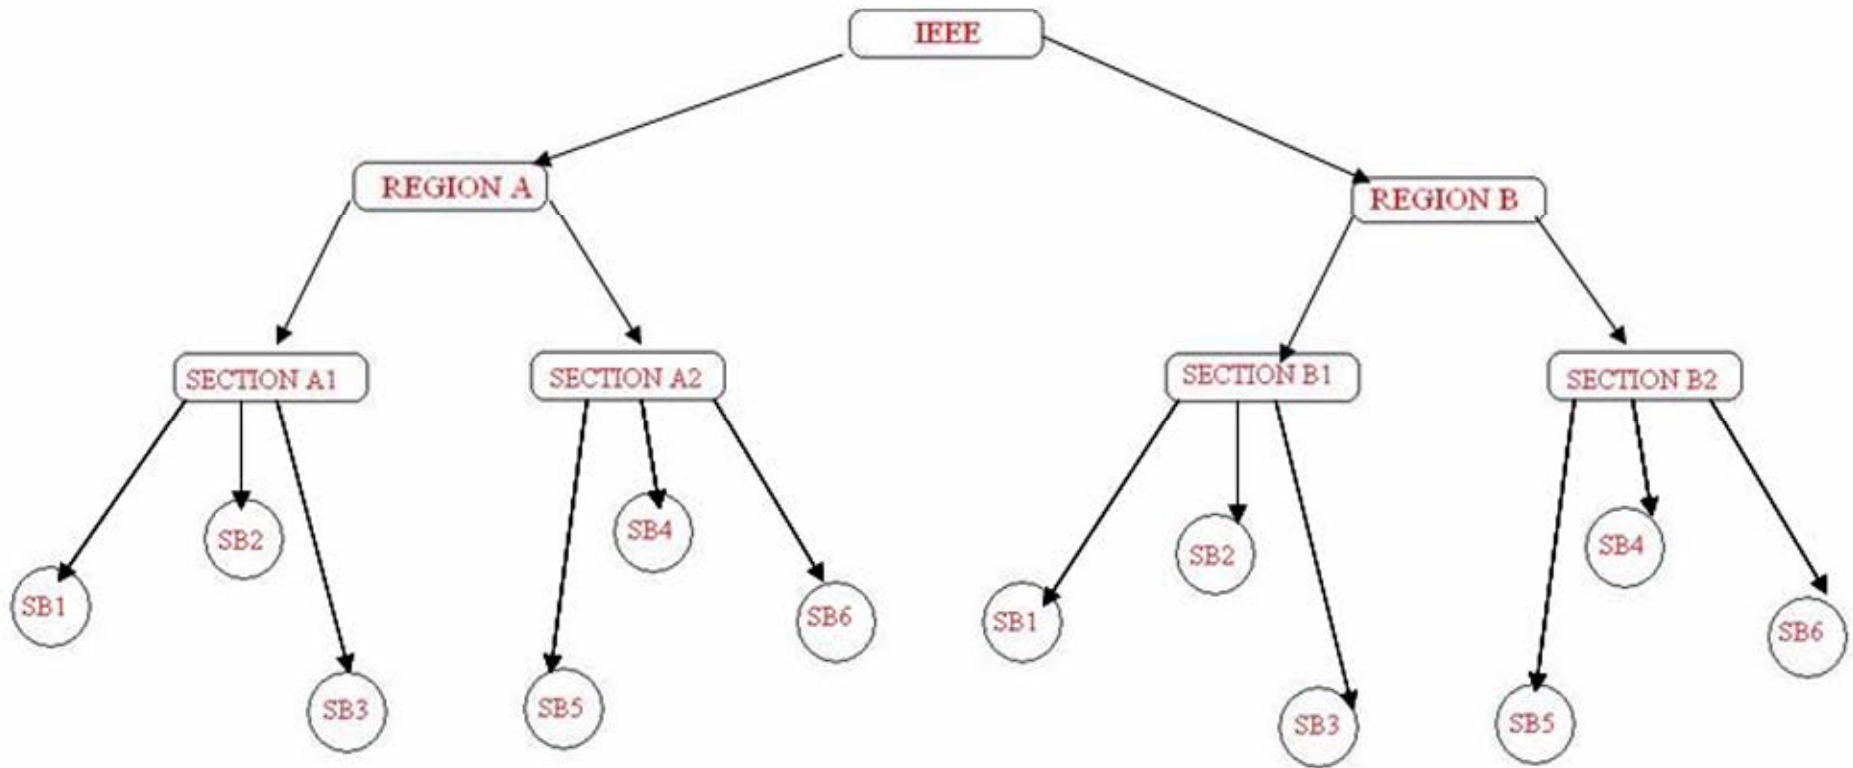 IEEE
REGION A
REGION B
SECTION A1
SECTION A2
SECTION B1
SECTION B2
SB1
SB2
SB3
SB5
SB4
SB6
SB1
SB2
SB3
SB5
SB4
SB6